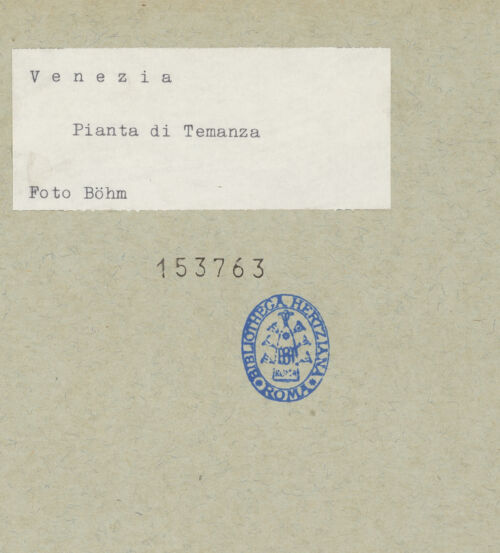 Venezia
Pianta di Temanza
Foto Böhm
153763
BIBLIOTHECA HERTZIANA
ROMA